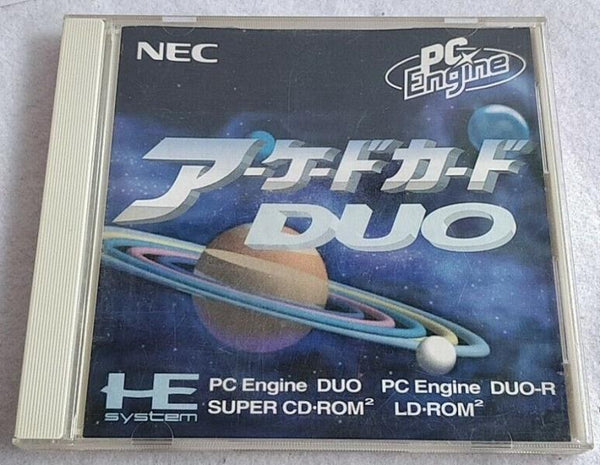 NEC
PC Engine
アーケードカード
DUO
HE system
PC Engine DUO PC Engine DUO-R
SUPER CD·ROM² LD·ROM²